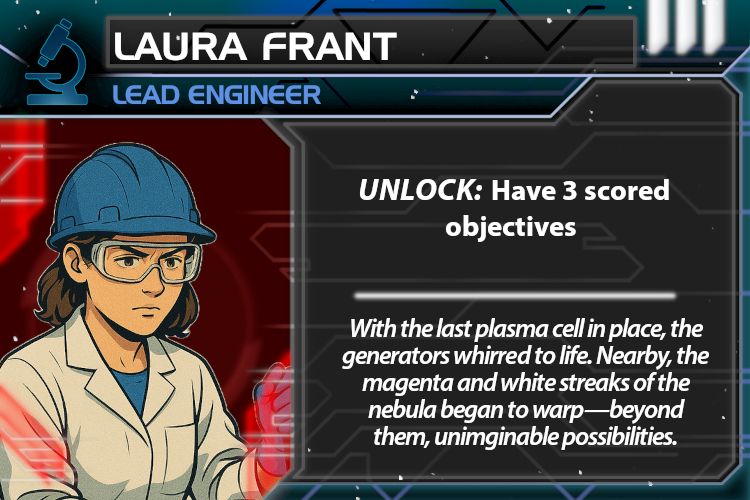 LAURA FRANT
LEAD ENGINEER
UNLOCK: Have 3 scored
objectives
With the last plasma cell in place, the
generators whirred to life. Nearby, the
magenta and white streaks of the
nebula began to warp—beyond
them, unimginable possibilities.